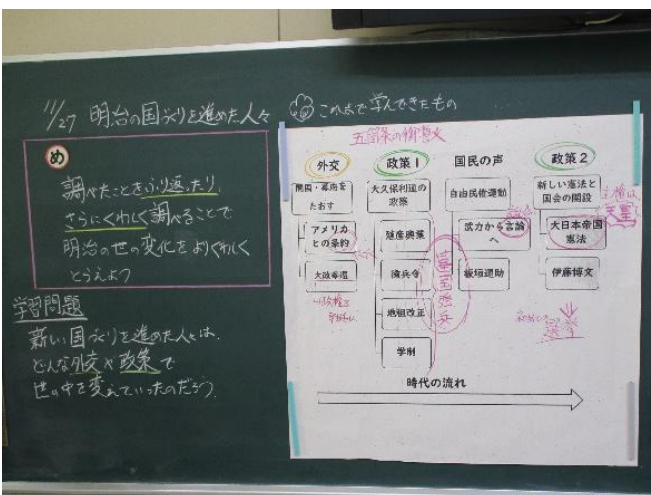 11/27 明治の国づくりを進めた人々
これまで学んできたもの
め
調べたことをふり返ったり、
さらにくわしく調べることで
明治の世の変化をよりくわしく
とらえよう
学習問題
新しい国づくりを進めた人々は、
どんな外交や政策で
世の中を変えていったのだろう。
五箇条の御誓文
外交
開国・幕府を
たおす
アメリカ
との条約
大政奉還
政策1
大久保利通の
政策
殖産興業
徴兵令
地租改正
学制
富国強兵
国民の声
自由民権運動
武力から言論
へ
板垣退助
政策2
新しい憲法と
国会の開設
主権は
天皇
大日本帝国
憲法
伊藤博文
時代の流れ